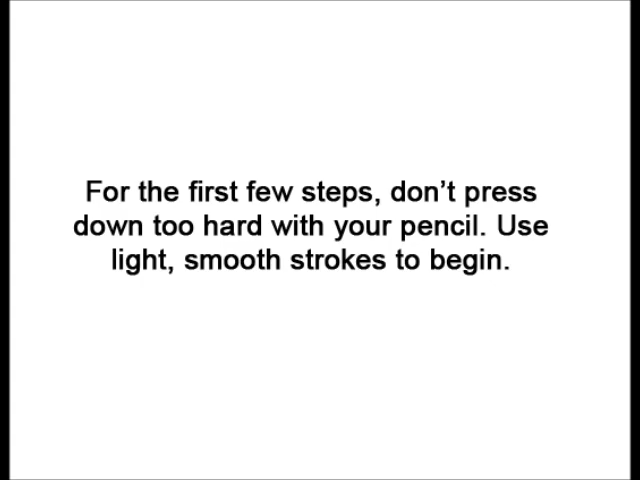 For the first few steps, don’t press
down too hard with your pencil. Use
light, smooth strokes to begin.